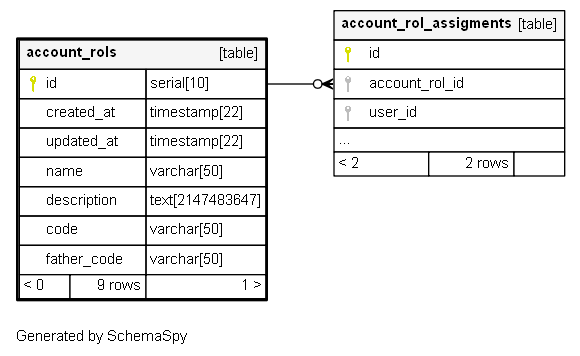 account_rols [table]
id serial[10]
created_at timestamp[22]
updated_at timestamp[22]
name varchar[50]
description text[2147483647]
code varchar[50]
father_code varchar[50]
< 0 9 rows 1 >
account_rol_assigments [table]
id
account_rol_id
user_id
...
< 2 2 rows
Generated by SchemaSpy